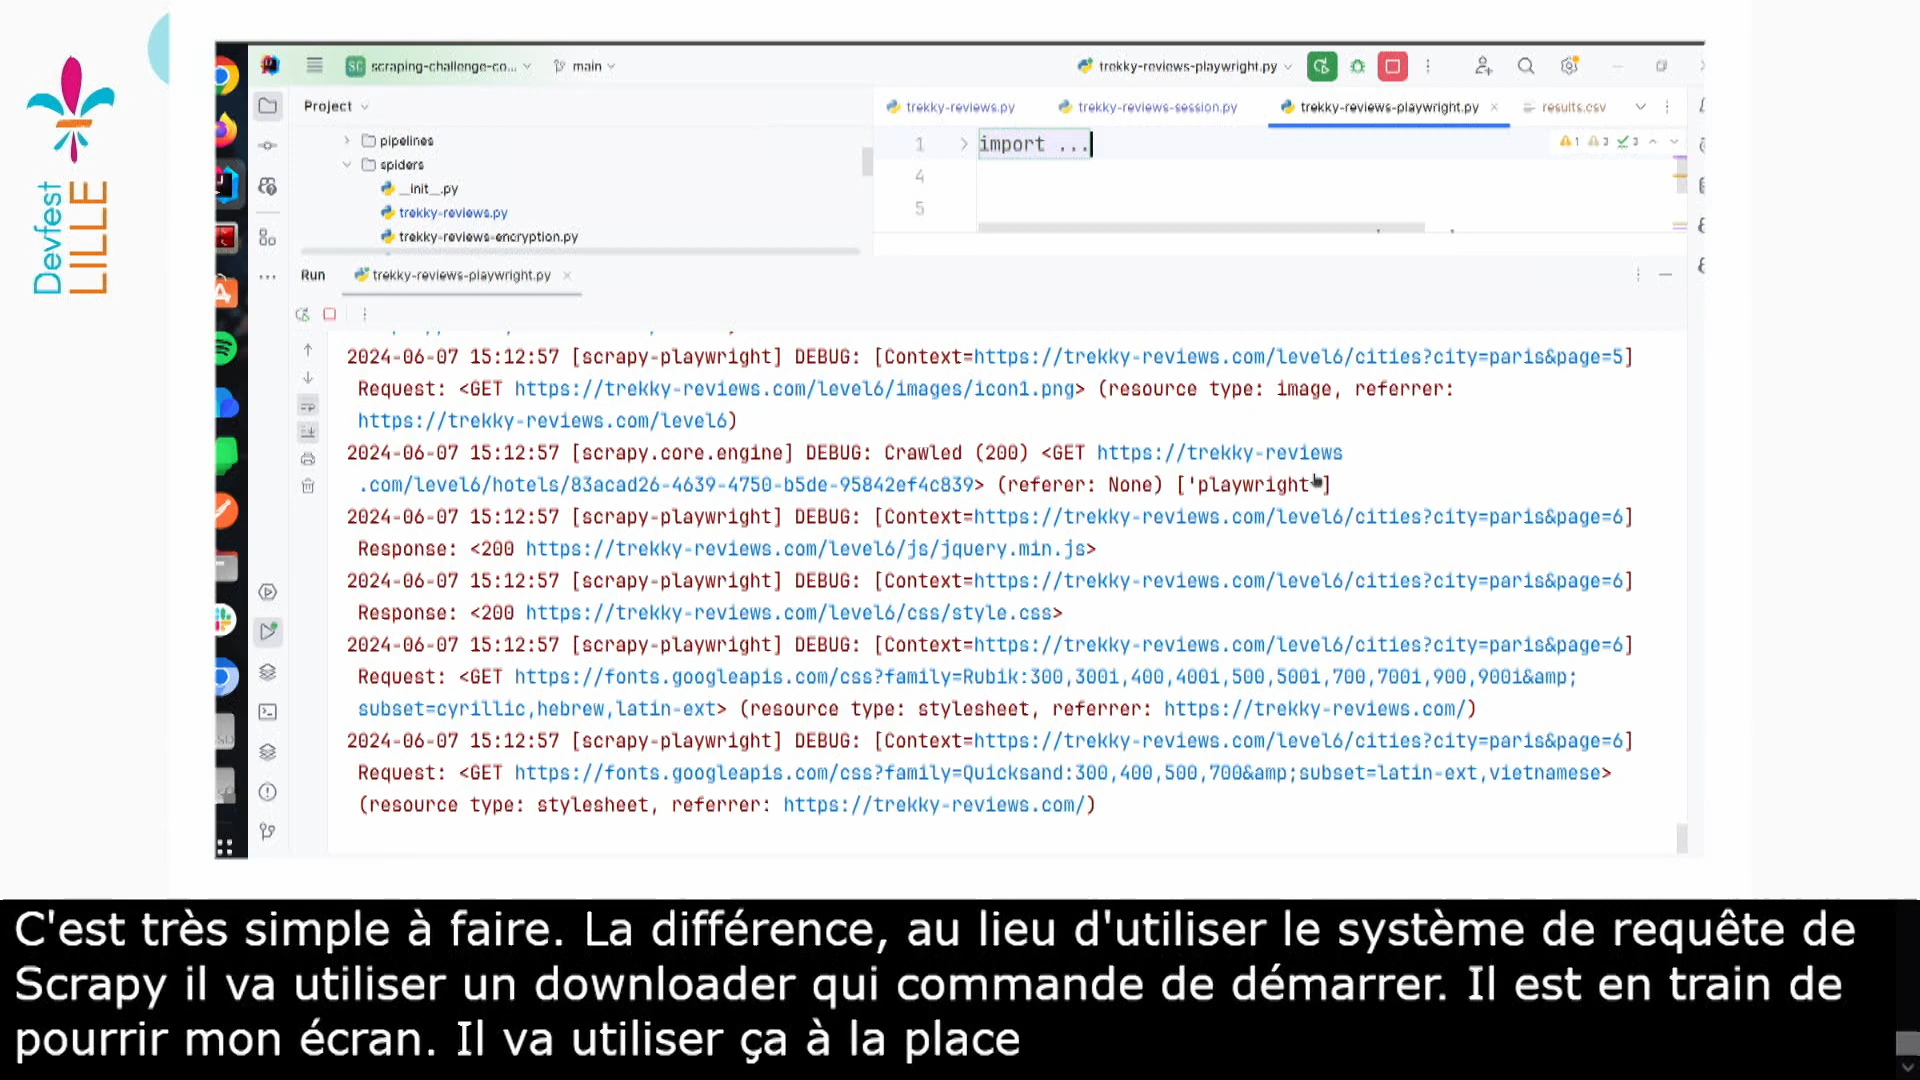 Devfest
LILLE
SC scraping-challenge-co...
main
trekky-reviews-playwright.py
Project
trekky-reviews.py
trekky-reviews-session.py
trekky-reviews-playwright.py
results.csv
pipelines
spiders
__init__.py
trekky-reviews.py
trekky-reviews-encryption.py
1
import ...
4
5
1
3
3
Run
trekky-reviews-playwright.py
2024-06-07 15:12:57 [scrapy-playwright] DEBUG: [Context=https://trekky-reviews.com/level6/cities?city=paris&page=5]
Request: <GET https://trekky-reviews.com/level6/images/icon1.png> (resource type: image, referrer:
https://trekky-reviews.com/level6)
2024-06-07 15:12:57 [scrapy.core.engine] DEBUG: Crawled (200) <GET https://trekky-reviews
.com/level6/hotels/83acad26-4639-4750-b5de-95842ef4c839> (referer: None) ['playwright']
2024-06-07 15:12:57 [scrapy-playwright] DEBUG: [Context=https://trekky-reviews.com/level6/cities?city=paris&page=6]
Response: <200 https://trekky-reviews.com/level6/js/jquery.min.js>
2024-06-07 15:12:57 [scrapy-playwright] DEBUG: [Context=https://trekky-reviews.com/level6/cities?city=paris&page=6]
Response: <200 https://trekky-reviews.com/level6/css/style.css>
2024-06-07 15:12:57 [scrapy-playwright] DEBUG: [Context=https://trekky-reviews.com/level6/cities?city=paris&page=6]
Request: <GET https://fonts.googleapis.com/css?family=Rubik:300,300i,400,400i,500,500i,700,700i,900,900i&amp;
subset=cyrillic,hebrew,latin-ext> (resource type: stylesheet, referrer: https://trekky-reviews.com/)
2024-06-07 15:12:57 [scrapy-playwright] DEBUG: [Context=https://trekky-reviews.com/level6/cities?city=paris&page=6]
Request: <GET https://fonts.googleapis.com/css?family=Quicksand:300,400,500,700&amp;subset=latin-ext,vietnamese>
(resource type: stylesheet, referrer: https://trekky-reviews.com/)
C'est très simple à faire. La différence, au lieu d'utiliser le système de requête de
Scrapy il va utiliser un downloader qui commande de démarrer. Il est en train de
pourrir mon écran. Il va utiliser ça à la place